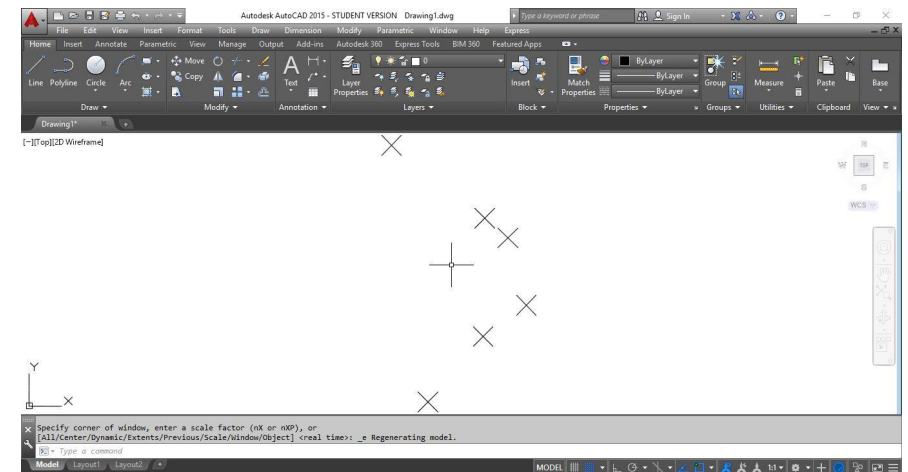 Autodesk AutoCAD 2015 - STUDENT VERSION Drawing1.dwg Type a keyword or phrase Sign In
File Edit View Insert Format Tools Draw Dimension Modify Parametric Window Help Express
Home Insert Annotate Parametric View Manage Output Add-ins Autodesk 360 Express Tools BIM 360 Featured Apps
Move ByLayer
Copy ByLayer
Line Polyline Circle Arc Text Layer Properties 0 Insert Match Properties ByLayer Group Measure Paste Base
Draw Modify Annotation Layers Block Properties Groups Utilities Clipboard View
Drawing1*
[-][Top][2D Wireframe]
N
W TOP E
S
WCS
Y
X
Specify corner of window, enter a scale factor (nX or nXP), or
[All/Center/Dynamic/Extents/Previous/Scale/Window/Object] <real time>: _e Regenerating model.
Type a command
Model Layout1 Layout2 + MODEL 1:1